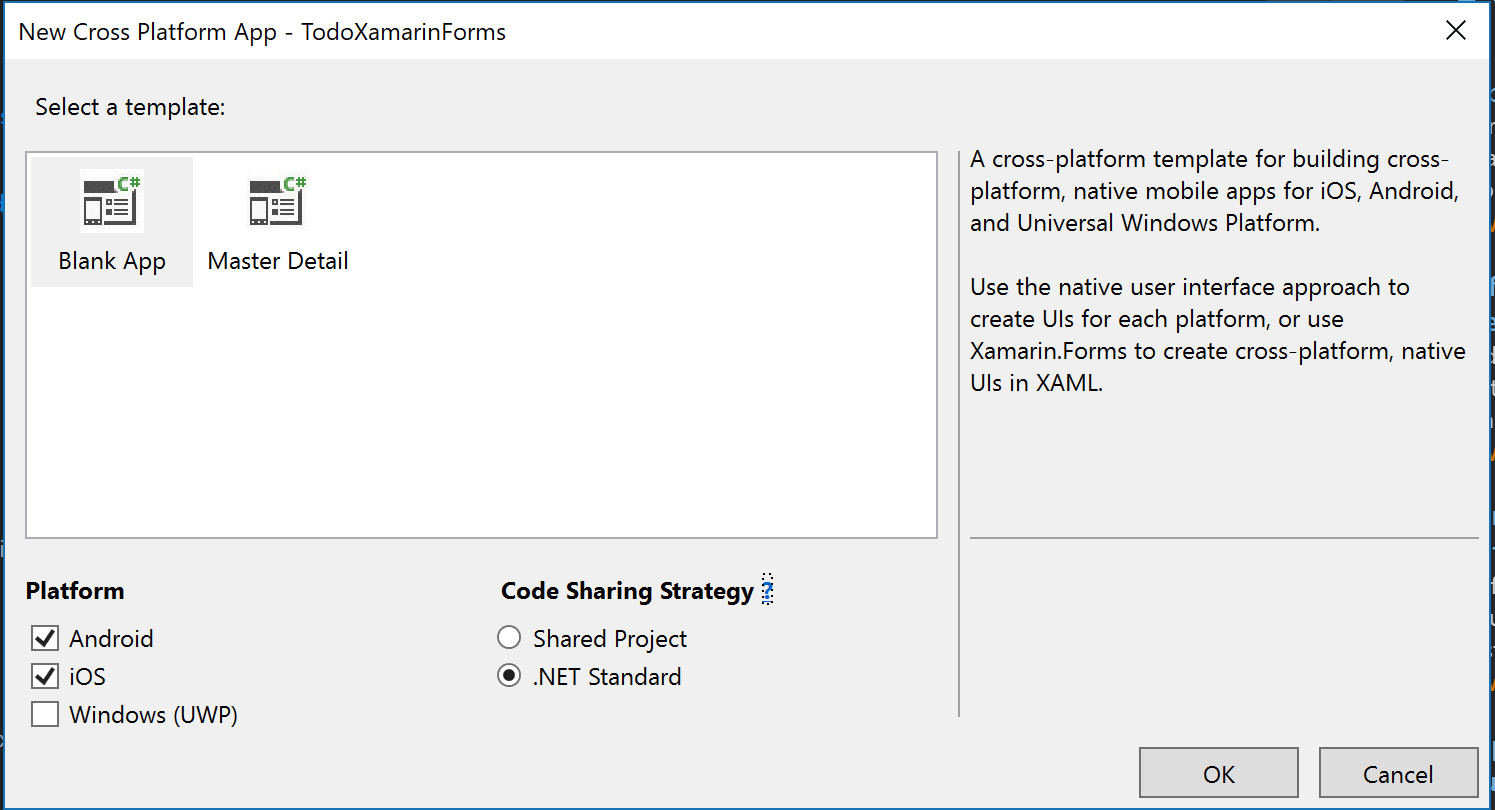 New Cross Platform App - TodoXamarinForms
Select a template:
C#
Blank App
C#
Master Detail
A cross-platform template for building cross-
platform, native mobile apps for iOS, Android,
and Universal Windows Platform.
Use the native user interface approach to
create UIs for each platform, or use
Xamarin.Forms to create cross-platform, native
UIs in XAML.
Platform
Android
iOS
Windows (UWP)
Code Sharing Strategy ?
Shared Project
.NET Standard
OK
Cancel